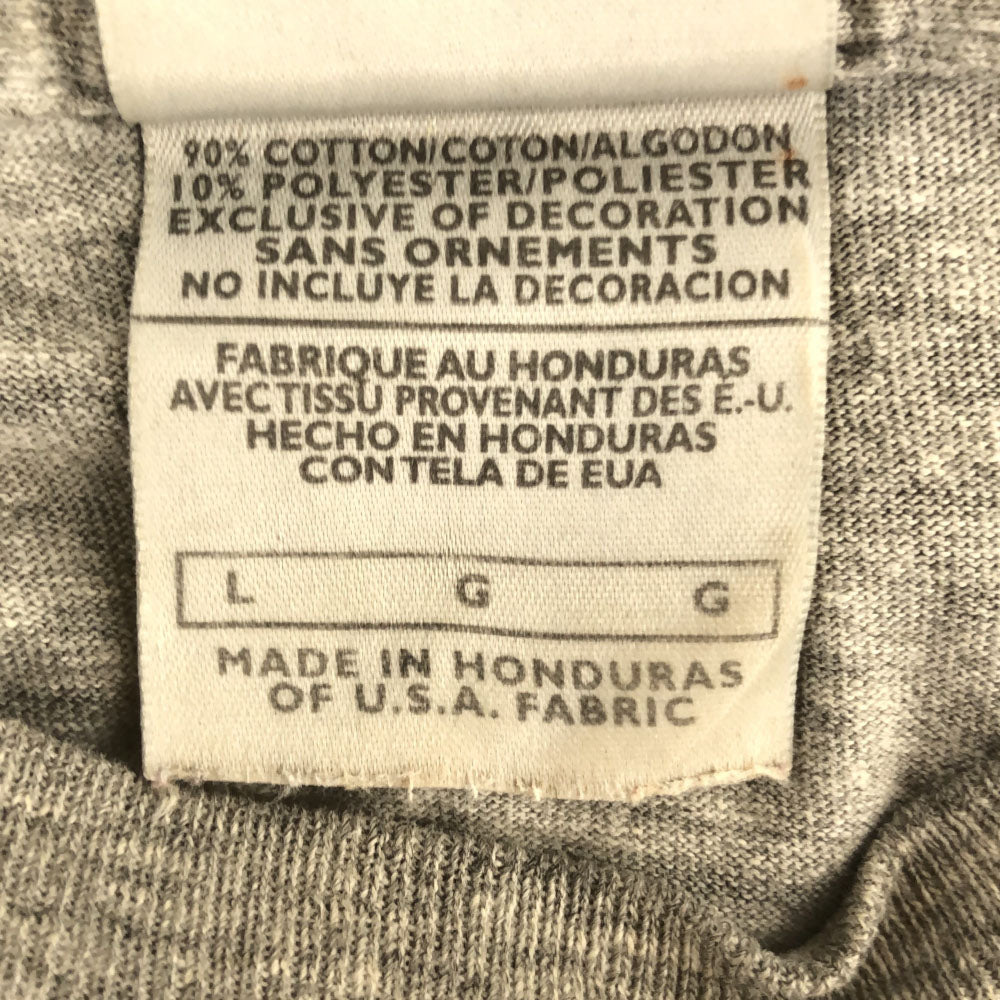 90% COTTON/COTON/ALGODON
10% POLYESTER/POLIESTER
EXCLUSIVE OF DECORATION
SANS ORNEMENTS
NO INCLUYE LA DECORACION
FABRIQUE AU HONDURAS
AVEC TISSU PROVENANT DES E.-U.
HECHO EN HONDURAS
CON TELA DE EUA
L G G
MADE IN HONDURAS
OF U.S.A. FABRIC